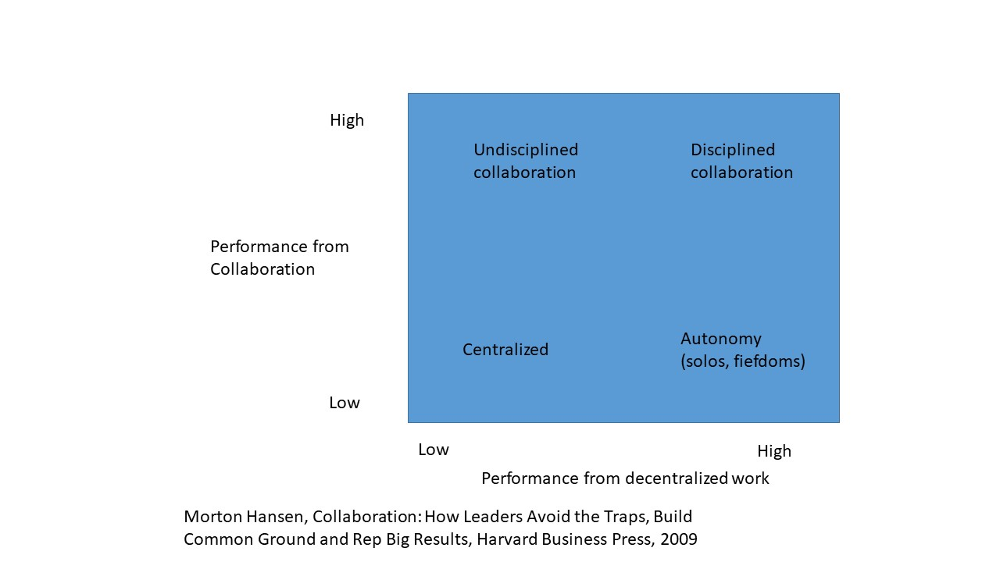 High
Undisciplined
collaboration
Disciplined
collaboration
Performance from
Collaboration
Centralized
Autonomy
(solos, fiefdoms)
Low
Low
High
Performance from decentralized work
Morton Hansen, Collaboration: How Leaders Avoid the Traps, Build
Common Ground and Rep Big Results, Harvard Business Press, 2009